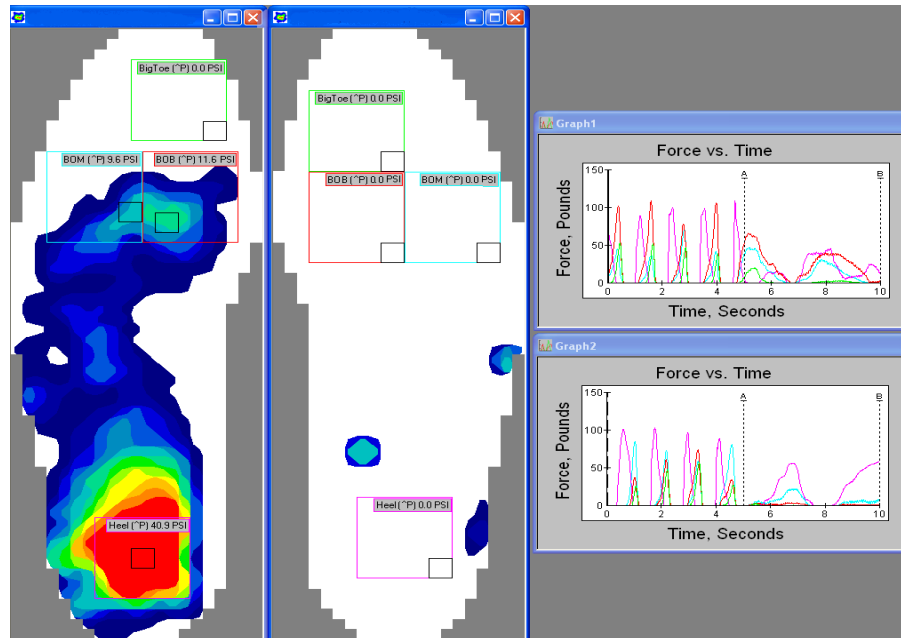 BigToe (^P) 0.0 PSI
BOM (^P) 9.6 PSI
BOB (^P) 11.6 PSI
Heel (^P) 40.9 PSI
BigToe (^P) 0.0 PSI
BOB (^P) 0.0 PSI
BOM (^P) 0.0 PSI
Heel (^P) 0.0 PSI
Graph1
Force vs. Time
Force, Pounds
150
100
50
0
A
B
0 2 4 6 8 10
Time, Seconds
Graph2
Force vs. Time
Force, Pounds
150
100
50
0
A
B
0 2 4 6 8 10
Time, Seconds